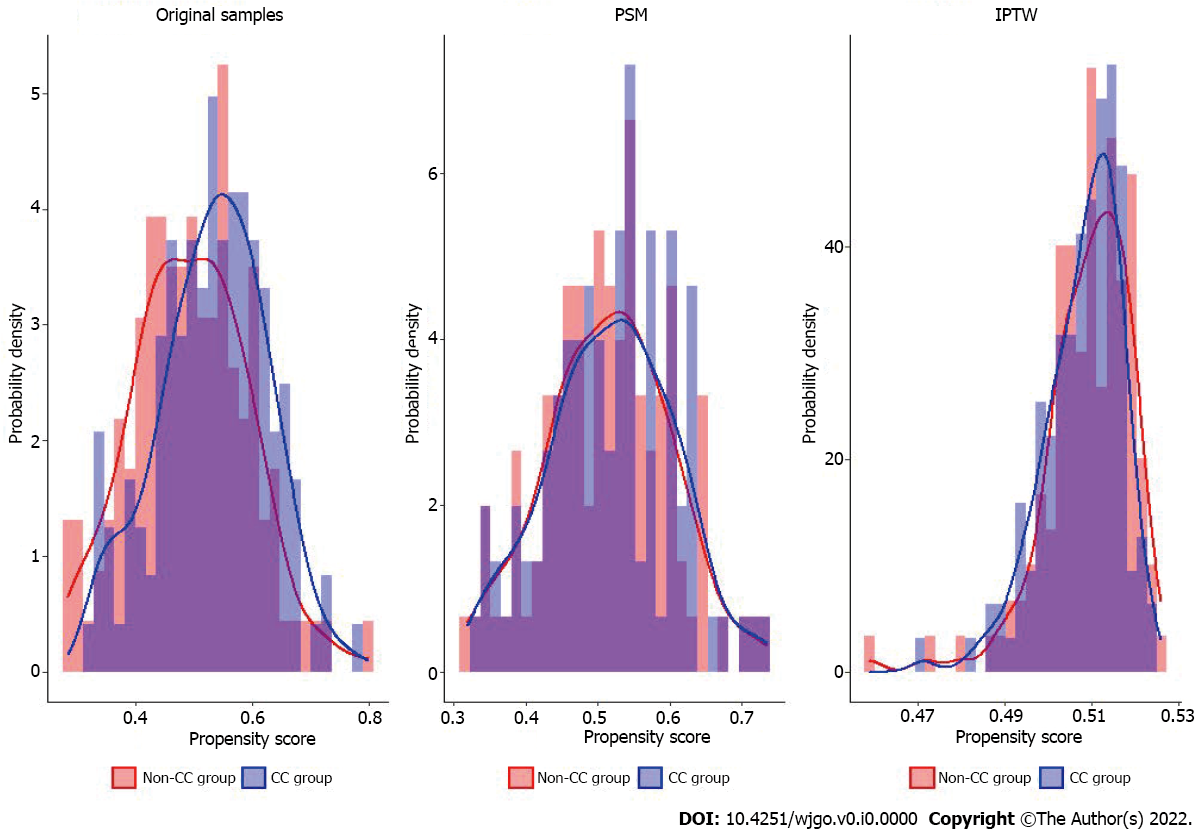 Original samples
PSM
IPTW
Probability density
5
4
3
2
1
0
0.4
0.6
0.8
Propensity score
Probability density
6
4
2
0
0.3
0.4
0.5
0.6
0.7
Propensity score
Probability density
40
20
0
0.47
0.49
0.51
0.53
Propensity score
Non-CC group
CC group
Non-CC group
CC group
Non-CC group
CC group
DOI: 10.4251/wjgo.v0.i0.0000 Copyright ©The Author(s) 2022.